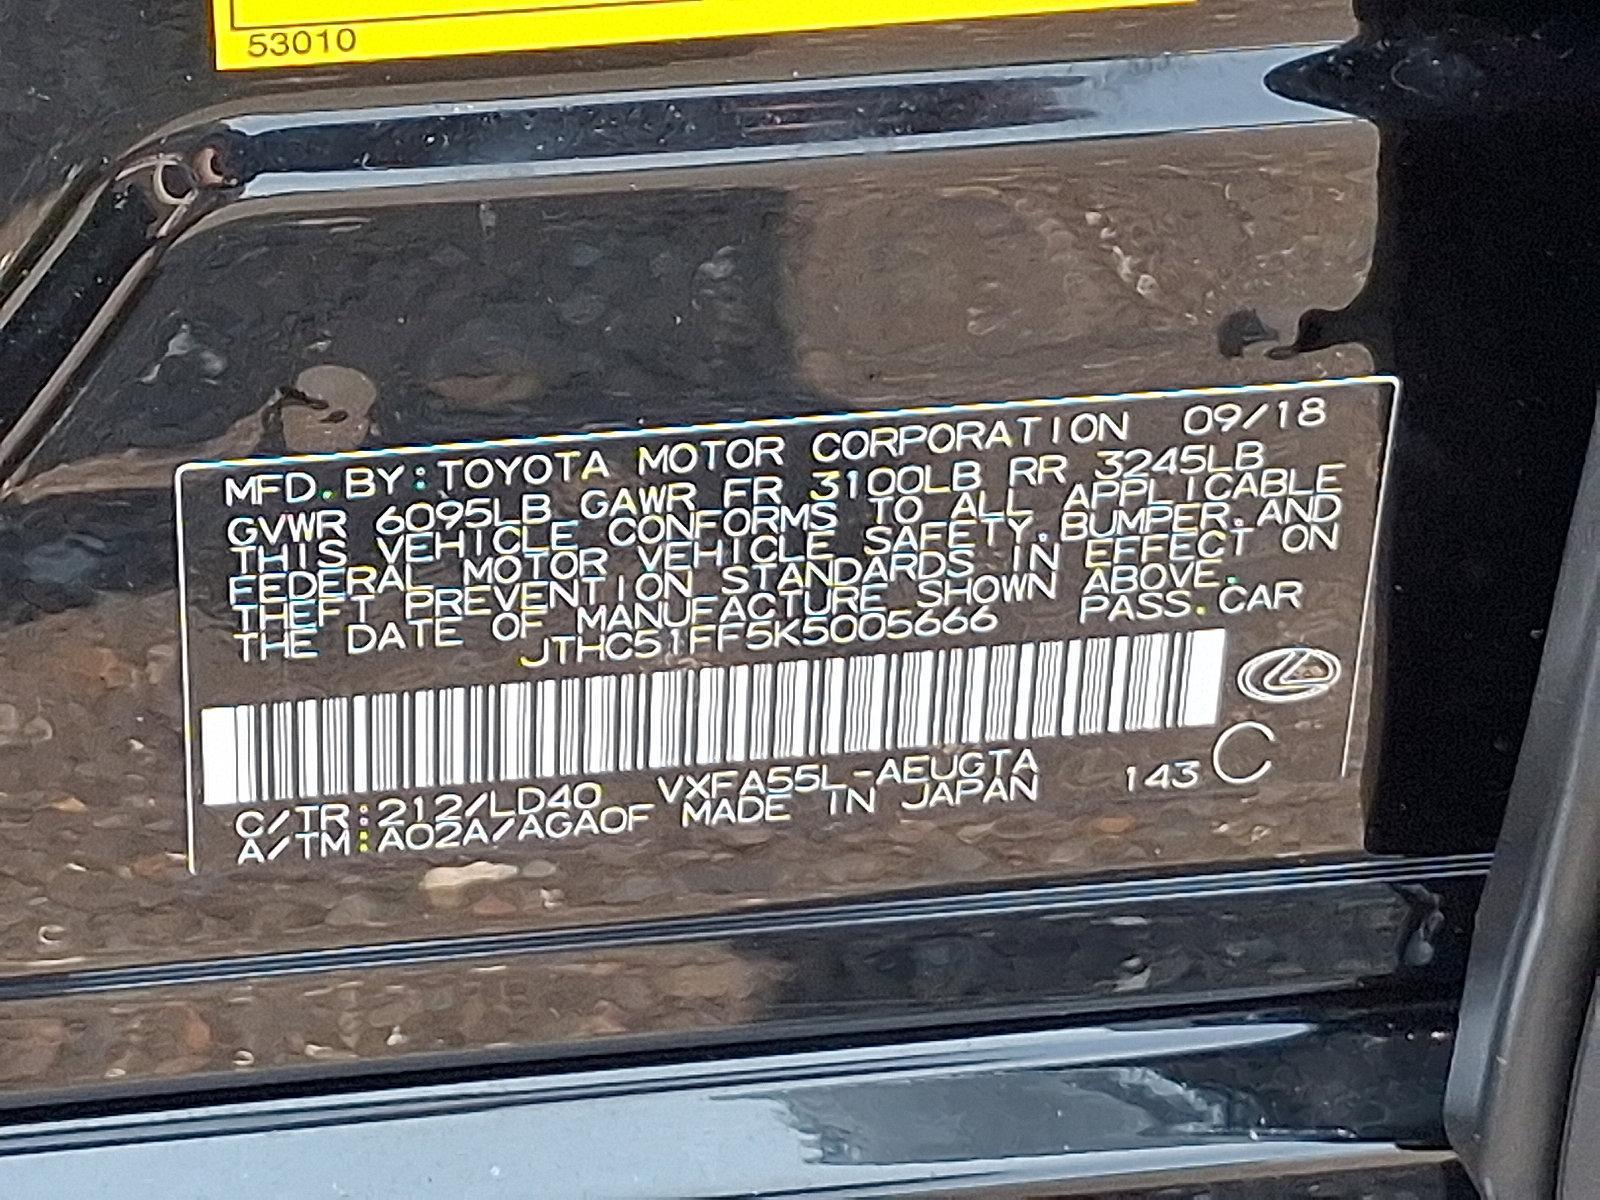 53010
MFD. BY: TOYOTA MOTOR CORPORATION 09/18
GVWR 6095LB GAWR FR 3100LB RR 3245LB
THIS VEHICLE CONFORMS TO ALL APPLICABLE
FEDERAL MOTOR VEHICLE SAFETY, BUMPER, AND
THEFT PREVENTION STANDARDS IN EFFECT ON
THE DATE OF MANUFACTURE SHOWN ABOVE.
JTHC51FF5K5005666 PASS. CAR
C/TR: 212/LD40 VXFA55L-AEUGTA
A/TM: A02A/AGA0F MADE IN JAPAN 143 C